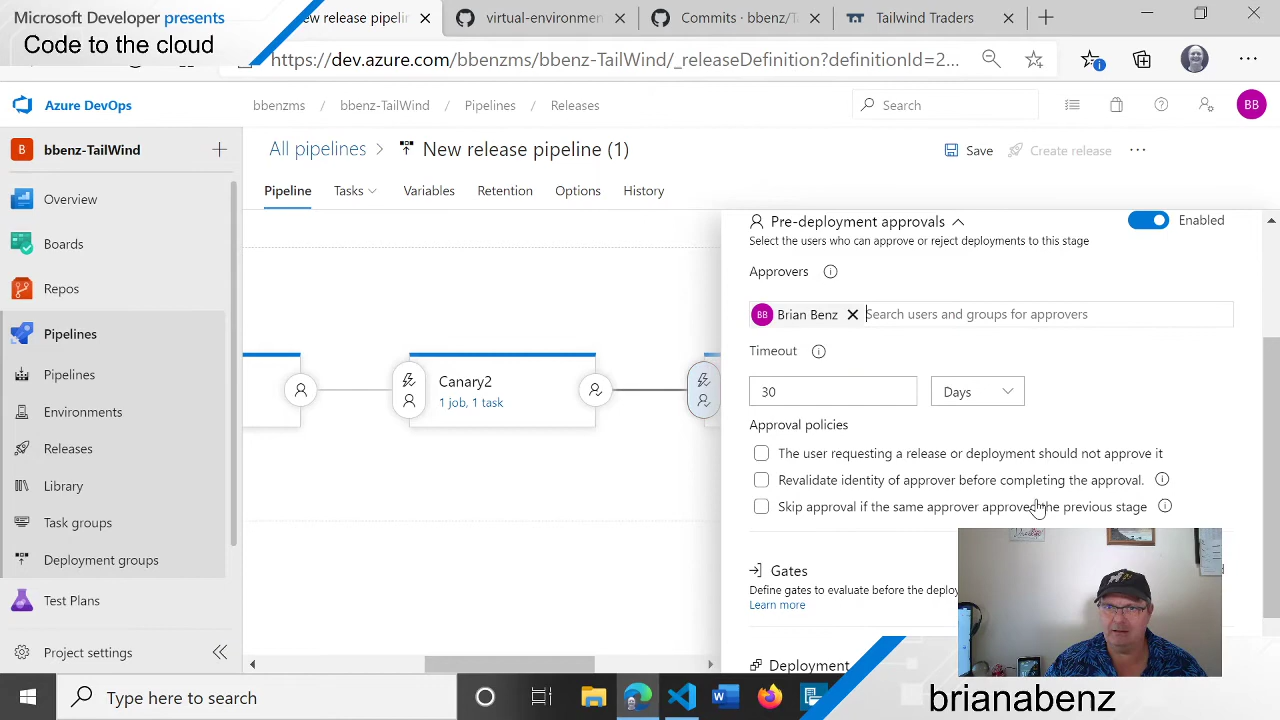 Microsoft Developer presents
Code to the cloud
new release pipelin
virtual-environmen
Commits · bbenz/T
Tailwind Traders
https://dev.azure.com/bbenzms/bbenz-TailWind/_releaseDefinition?definitionId=2...
Azure DevOps
bbenzms / bbenz-TailWind / Pipelines / Releases
Search
BB
B bbenz-TailWind
All pipelines > New release pipeline (1)
Save
Create release
Pipeline
Tasks
Variables
Retention
Options
History
Overview
Boards
Repos
Pipelines
Pipelines
Environments
Releases
Library
Task groups
Deployment groups
Test Plans
Project settings
Canary2
1 job, 1 task
Pre-deployment approvals
Enabled
Select the users who can approve or reject deployments to this stage
Approvers
BB Brian Benz
Search users and groups for approvers
Timeout
30
Days
Approval policies
The user requesting a release or deployment should not approve it
Revalidate identity of approver before completing the approval.
Skip approval if the same approver approved the previous stage
Gates
Define gates to evaluate before the deploy
Learn more
Deployment
Type here to search
brianabenz